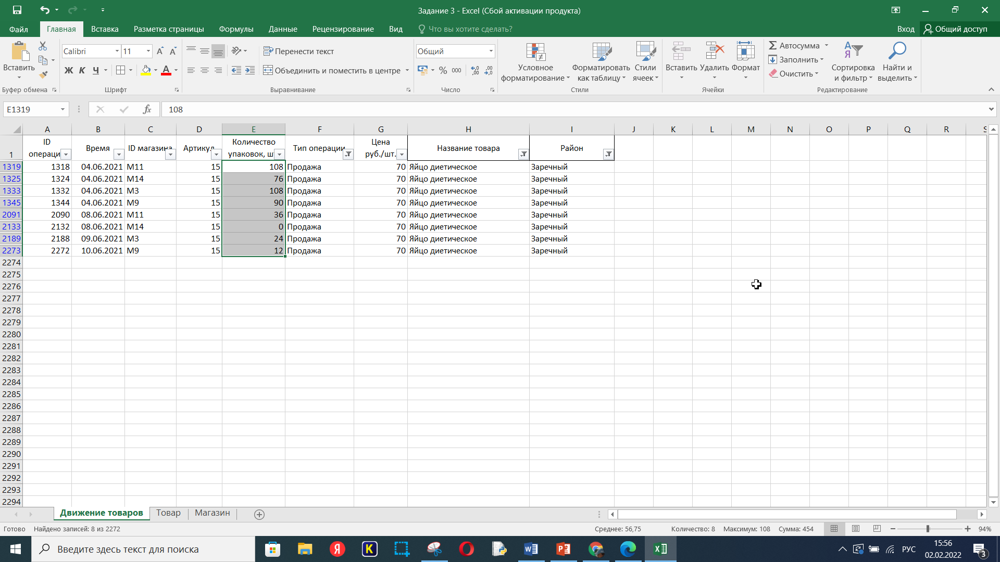 Задание 3 - Excel (Сбой активации продукта)
Файл Главная Вставка Разметка страницы Формулы Данные Рецензирование Вид Что вы хотите сделать? Вход Общий доступ
Calibri 11 Перенести текст Общий Автосумма
Вставить Условное форматирование Форматировать как таблицу Стили ячеек Вставить Удалить Формат Заполнить Сортировка и фильтр Найти и выделить
Ж К Ч А Объединить и поместить в центре % 000 Очистить
Буфер обмена Шрифт Выравнивание Число Стили Ячейки Редактирование
E1319 fx 108
A B C D E F G H I J K L M N O P Q R S
1 ID операци Время ID магазина Артикул Количество упаковок, ш Тип операции Цена руб./шт. Название товара Район
1319 1318 04.06.2021 M11 15 108 Продажа 70 Яйцо диетическое Заречный
1325 1324 04.06.2021 M14 15 76 Продажа 70 Яйцо диетическое Заречный
1333 1332 04.06.2021 M3 15 108 Продажа 70 Яйцо диетическое Заречный
1345 1344 04.06.2021 M9 15 90 Продажа 70 Яйцо диетическое Заречный
2091 2090 08.06.2021 M11 15 36 Продажа 70 Яйцо диетическое Заречный
2133 2132 08.06.2021 M14 15 0 Продажа 70 Яйцо диетическое Заречный
2189 2188 09.06.2021 M3 15 24 Продажа 70 Яйцо диетическое Заречный
2273 2272 10.06.2021 M9 15 12 Продажа 70 Яйцо диетическое Заречный
2274
2275
2276
2277
2278
2279
2280
2281
2282
2283
2284
2285
2286
2287
2288
2289
2290
2291
2292
2293
2294
Движение товаров Товар Магазин
Готово Найдено записей: 8 из 2272 Среднее: 56,75 Количество: 8 Максимум: 108 Сумма: 454 94%
Введите здесь текст для поиска РУС 15:56
02.02.2022 3